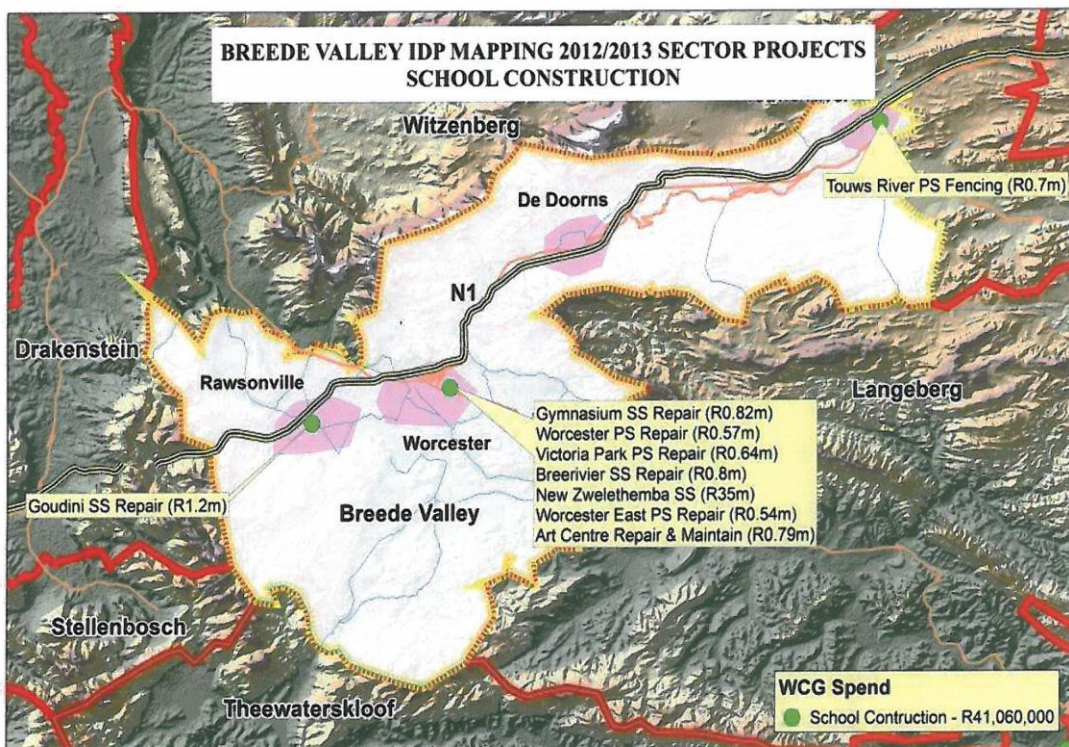 BREEDE VALLEY IDP MAPPING 2012/2013 SECTOR PROJECTS
SCHOOL CONSTRUCTION
Witzenberg
Touws River PS Fencing (R0.7m)
De Doorns
N1
Drakenstein
Rawsonville
Langeberg
Worcester
Gymnasium SS Repair (R0.82m)
Worcester PS Repair (R0.57m)
Victoria Park PS Repair (R0.64m)
Breerivier SS Repair (R0.8m)
New Zwelethemba SS (R35m)
Worcester East PS Repair (R0.54m)
Art Centre Repair & Maintain (R0.79m)
Goudini SS Repair (R1.2m)
Breede Valley
Stellenbosch
Theewaterskloof
WCG Spend
School Contruction - R41,060,000